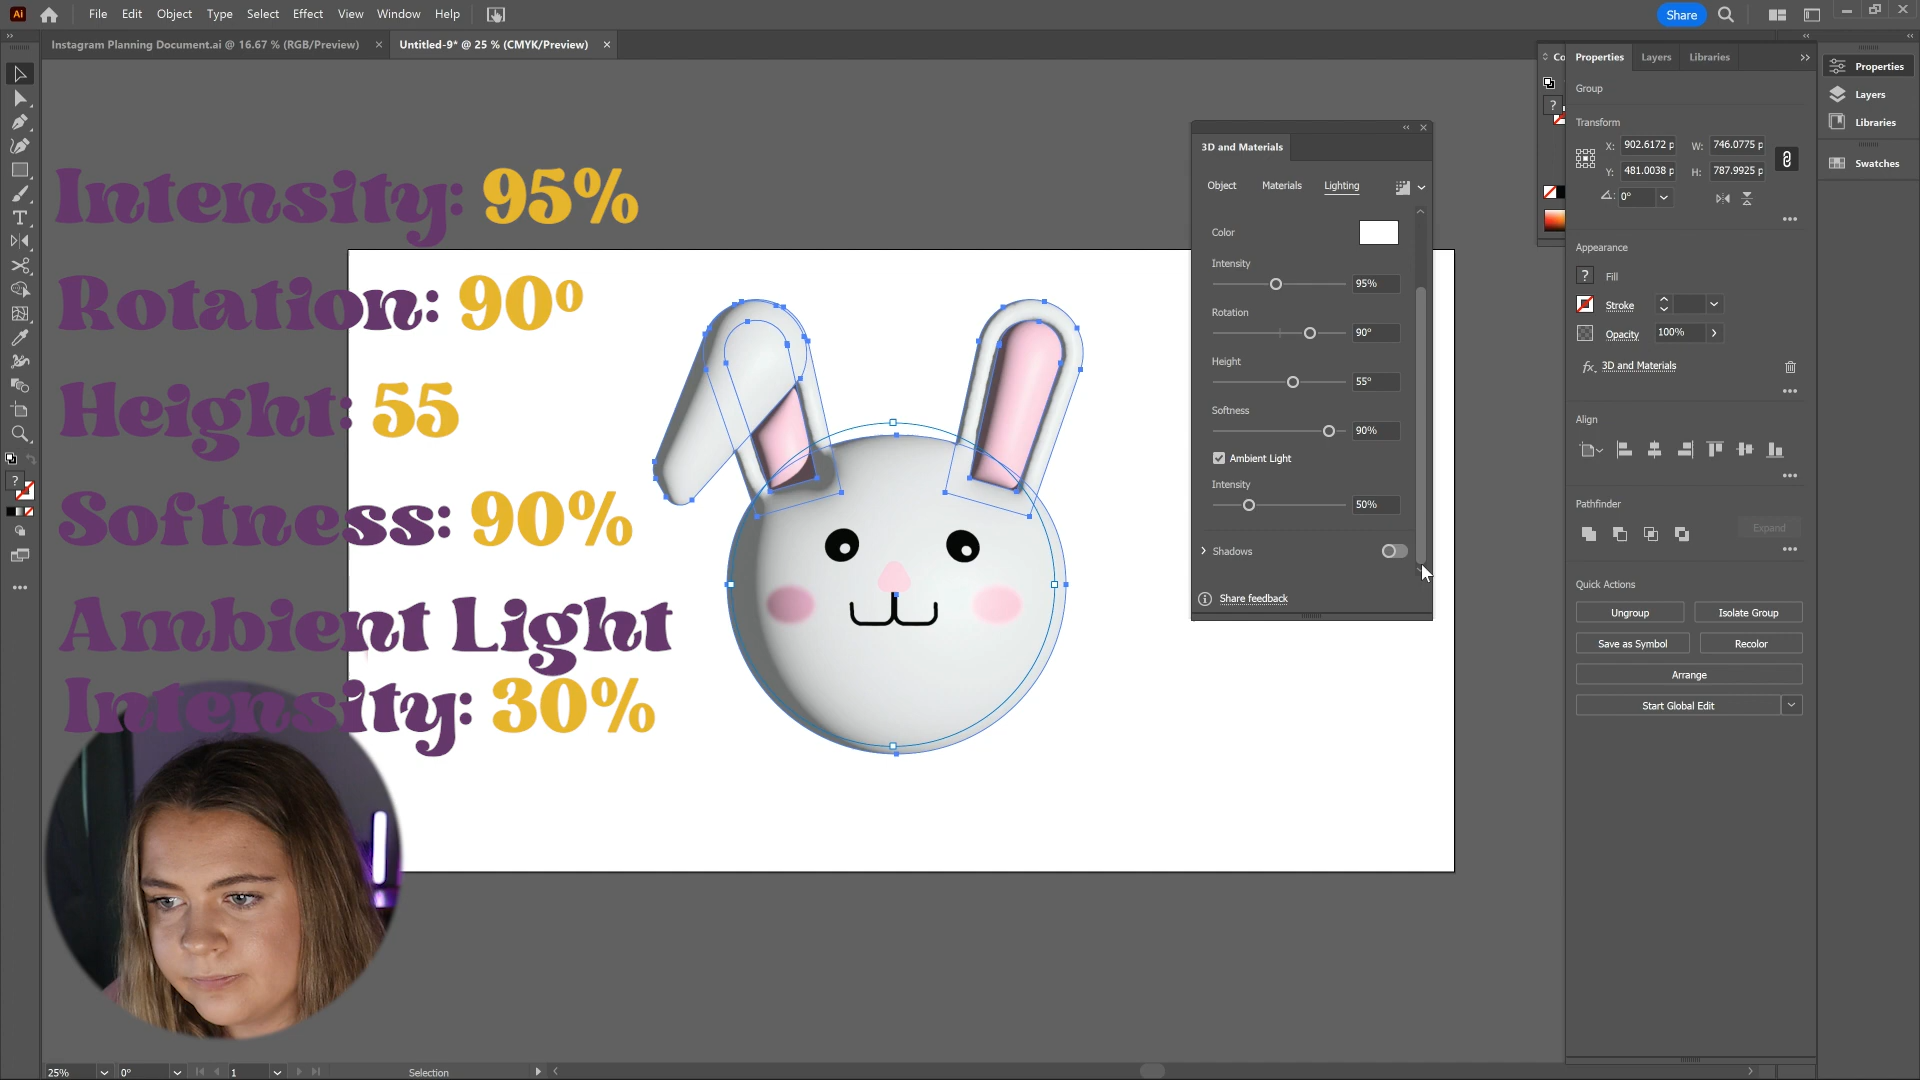 Ai File Edit Object Type Select Effect View Window Help Share
Instagram Planning Document.ai @ 16.67 % (RGB/Preview) × Untitled-9* @ 25 % (CMYK/Preview) ×
Intensity: 95%
Rotation: 90º
Height: 55
Softness: 90%
Ambient Light
Intensity: 30%
3D and Materials
Object Materials Lighting
Color
Intensity
95%
Rotation
90°
Height
55°
Softness
90%
Ambient Light
Intensity
50%
Shadows
Share feedback
Co
Properties Layers Libraries
Group
Transform
X: 902.6172 p W: 746.0775 p
Y: 481.0038 p H: 787.9925 p
0°
Appearance
? Fill
Stroke
Opacity 100%
fx 3D and Materials
Align
Pathfinder
Expand
Quick Actions
Ungroup Isolate Group
Save as Symbol Recolor
Arrange
Start Global Edit
Properties
Layers
Libraries
Swatches
25% 0° 1 Selection